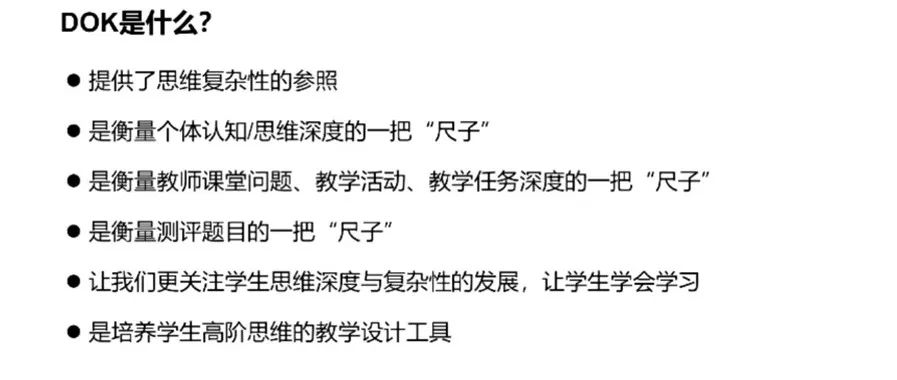 DOK是什么?
● 提供了思维复杂性的参照
● 是衡量个体认知/思维深度的一把“尺子”
● 是衡量教师课堂问题、教学活动、教学任务深度的一把“尺子”
● 是衡量测评题目的一把“尺子”
● 让我们更关注学生思维深度与复杂性的发展，让学生学会学习
● 是培养学生高阶思维的教学设计工具